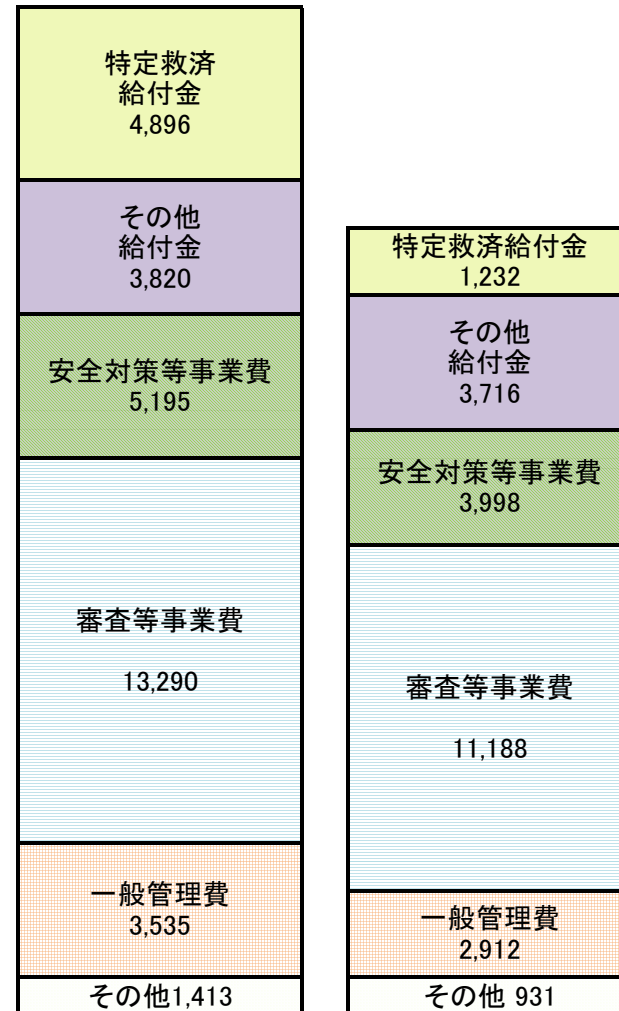 特定救済
給付金
4,896
その他
給付金
3,820
安全対策等事業費
5,195
審査等事業費
13,290
一般管理費
3,535
その他1,413
特定救済給付金
1,232
その他
給付金
3,716
安全対策等事業費
3,998
審査等事業費
11,188
一般管理費
2,912
その他 931